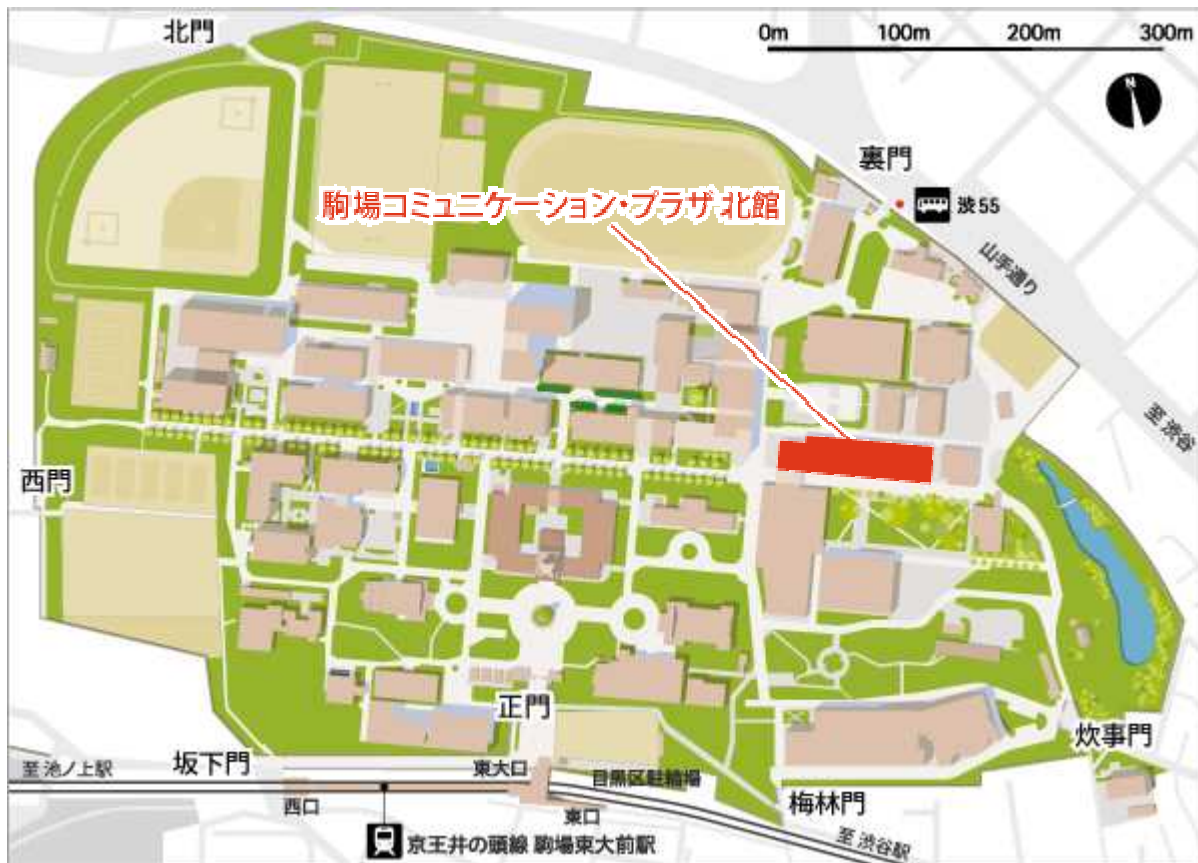 北門
0m 100m 200m 300m
N
裏門
渋55
駒場コミュニケーション・プラザ 北館
山手通り
至 渋谷
西門
正門
炊事門
坂下門
至 池ノ上駅
東大口
目黒区駐輪場
梅林門
西口
東口
至 渋谷駅
京王井の頭線 駒場東大前駅